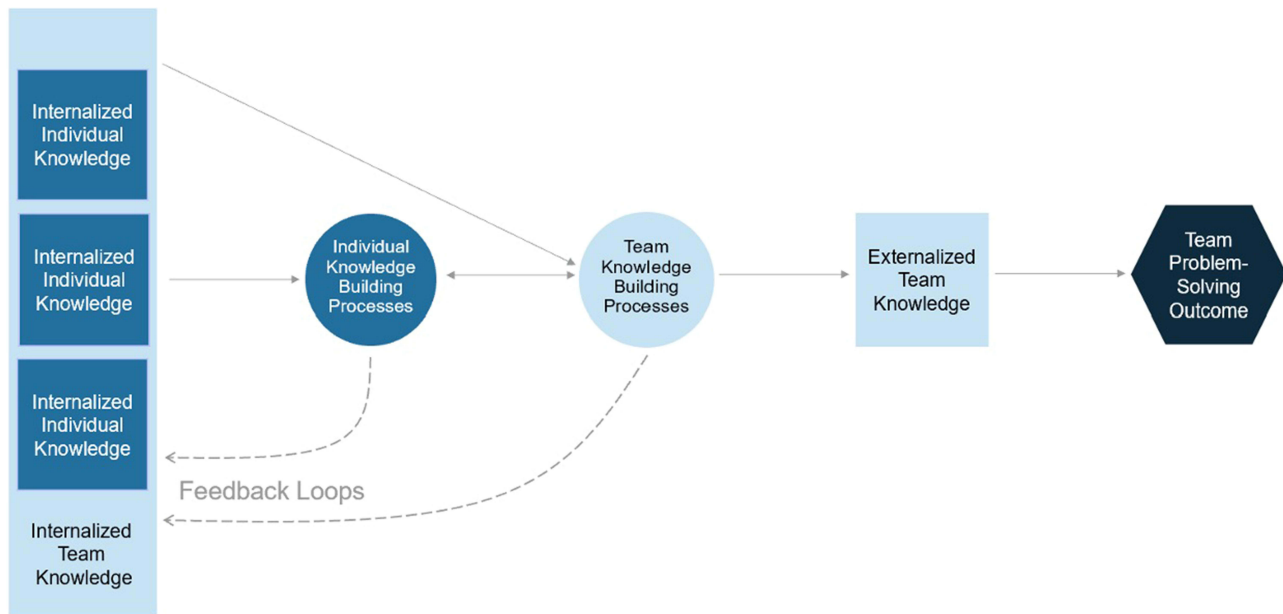 Internalized
Individual
Knowledge
Internalized
Individual
Knowledge
Internalized
Individual
Knowledge
Internalized
Team
Knowledge
Individual
Knowledge
Building
Processes
Team
Knowledge
Building
Processes
Externalized
Team
Knowledge
Team
Problem-
Solving
Outcome
Feedback Loops